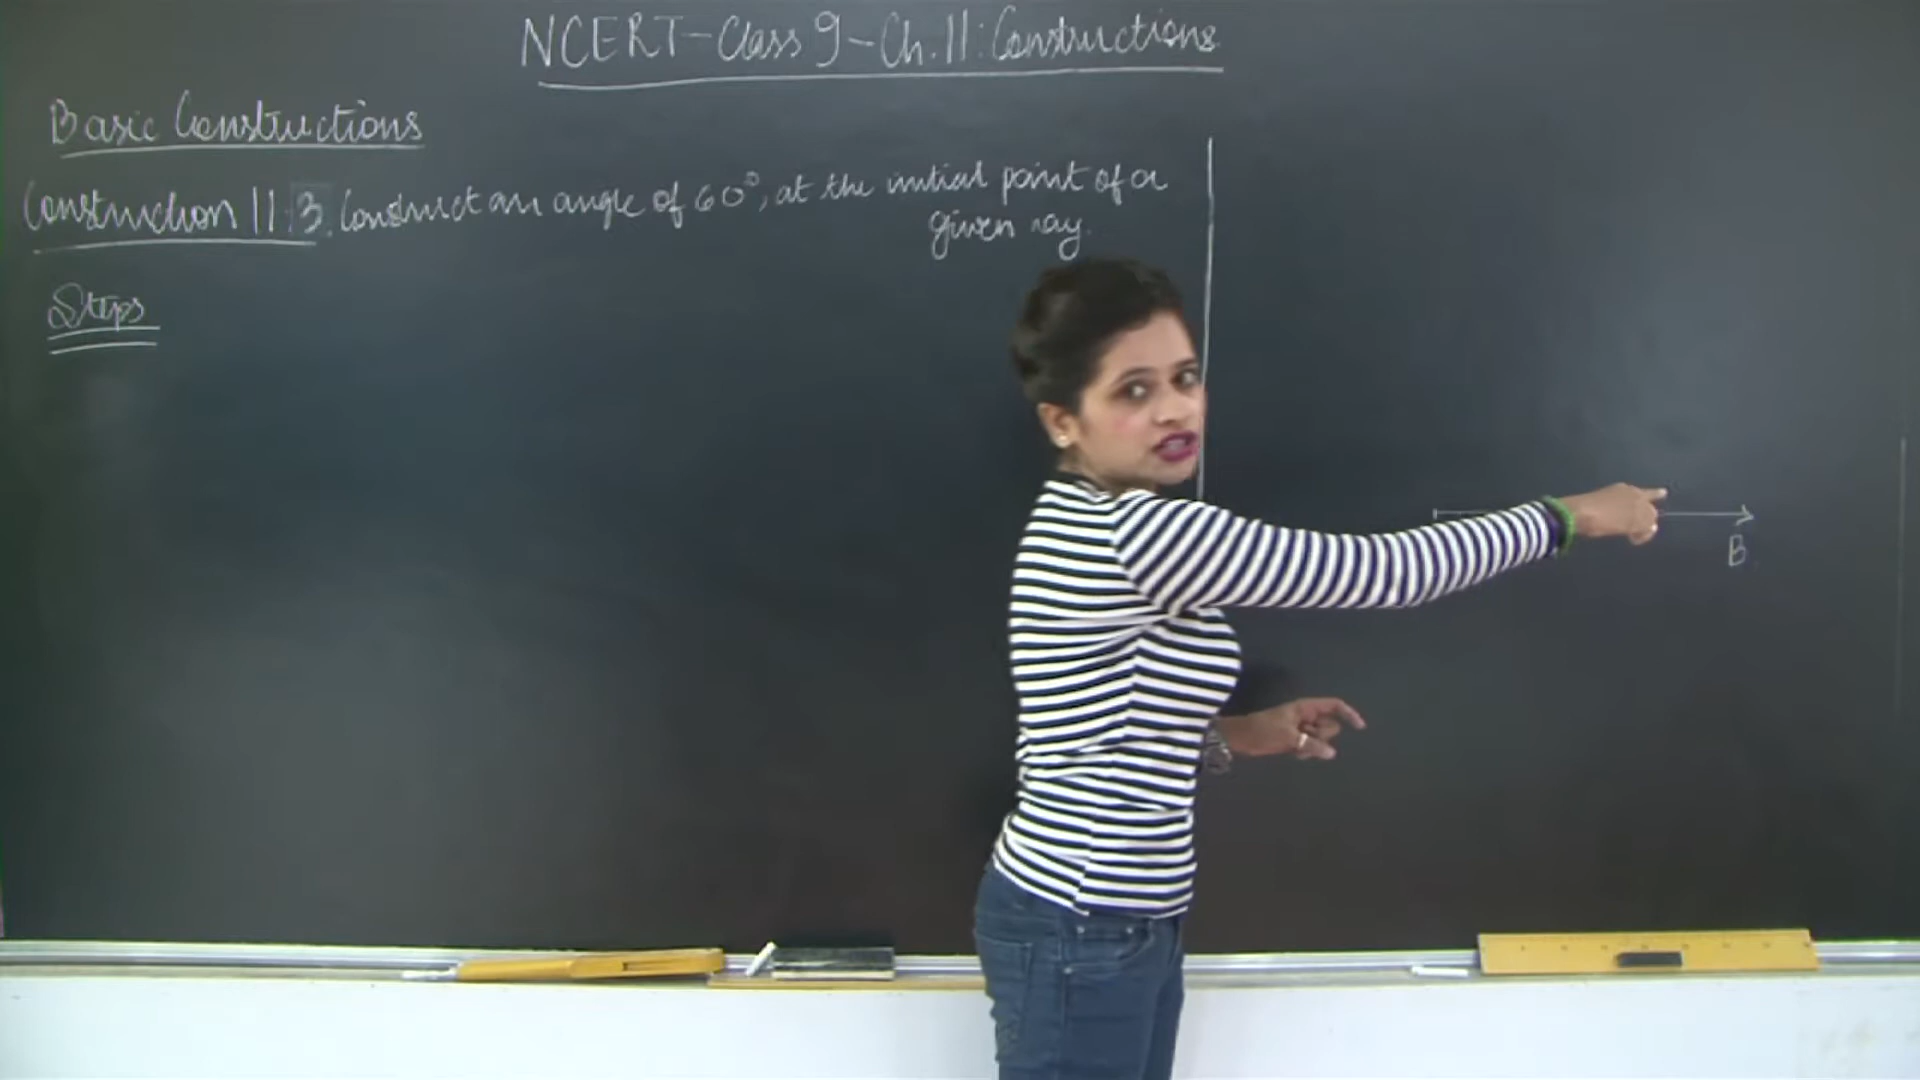 NCERT-Class 9-Ch.11:Constructions
Basic Constructions
Construction 11.3. Construct an angle of 60°, at the initial point of a
given ray.
Steps
B